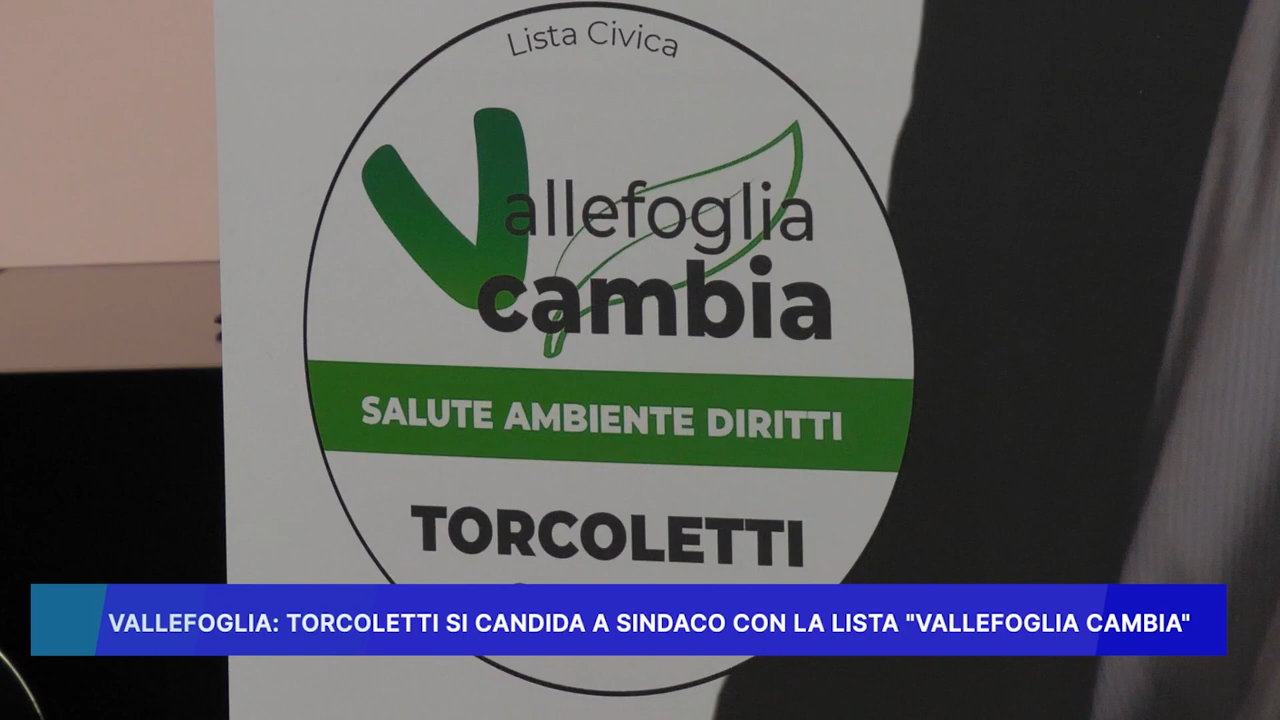 Lista Civica
Vallefoglia
cambia
SALUTE AMBIENTE DIRITTI
TORCOLETTI
VALLEFOGLIA: TORCOLETTI SI CANDIDA A SINDACO CON LA LISTA "VALLEFOGLIA CAMBIA"